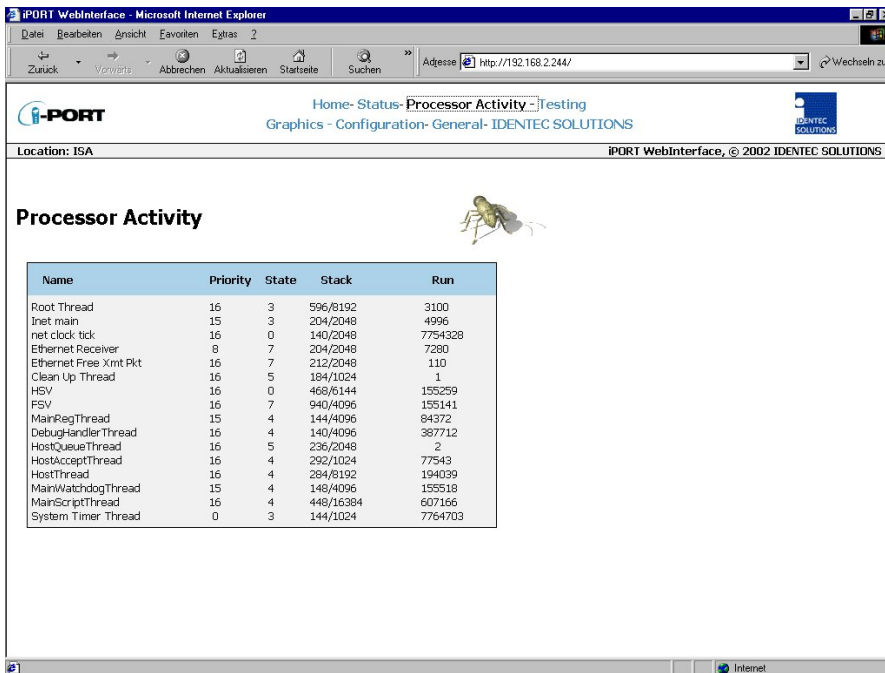 iPORT WebInterface - Microsoft Internet Explorer
Datei Bearbeiten Ansicht Favoriten Extras ?
Zurück Vorwärts Abbrechen Aktualisieren Startseite Suchen » Adresse http://192.168.2.244/ Wechseln zu
i-PORT
Home- Status- Processor Activity - Testing
Graphics - Configuration- General- IDENTEC SOLUTIONS
IDENTEC
SOLUTIONS
Location: ISA iPORT WebInterface, © 2002 IDENTEC SOLUTIONS
Processor Activity
Name Priority State Stack Run
Root Thread 16 3 596/8192 3100
Inet main 15 3 204/2048 4996
net clock tick 16 0 140/2048 7754328
Ethernet Receiver 8 7 204/2048 7280
Ethernet Free Xmt Pkt 16 7 212/2048 110
Clean Up Thread 16 5 184/1024 1
HSV 16 0 468/6144 155259
FSV 16 7 940/4096 155141
MainRegThread 15 4 144/4096 84372
DebugHandlerThread 16 4 140/4096 387712
HostQueueThread 16 5 236/2048 2
HostAcceptThread 16 4 292/1024 77543
HostThread 16 4 284/8192 194039
MainWatchdogThread 15 4 148/4096 155518
MainScriptThread 16 4 448/16384 607166
System Timer Thread 0 3 144/1024 7764703
Internet